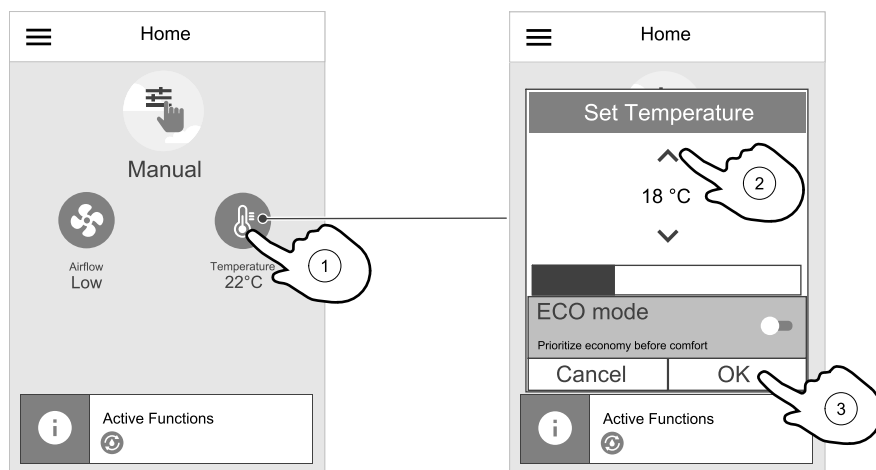 Home
Manual
Airflow
Low
Temperature
22°C
1
Active Functions
Home
Set Temperature
2
18 °C
ECO mode
Prioritize economy before comfort
Cancel
OK
3
Active Functions